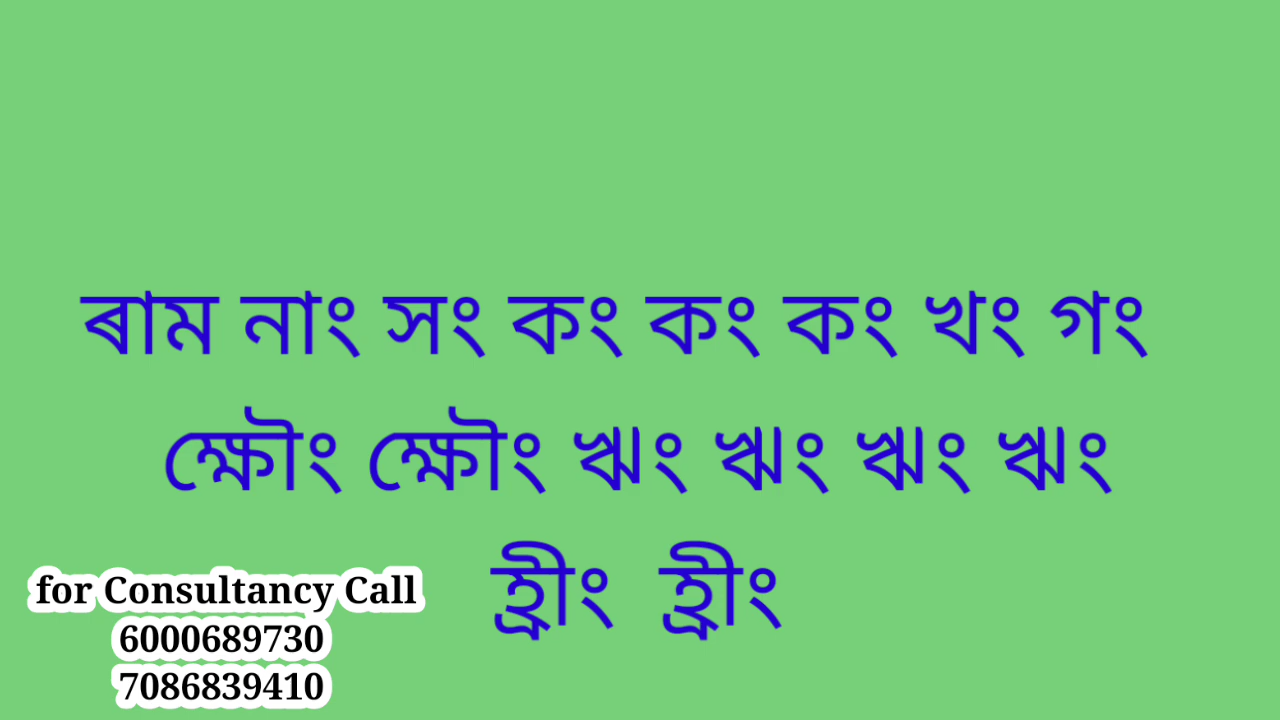 ৰাম নাং সং কং কং কং খং গং
ক্ষৌং ক্ষৌং ঋং ঋং ঋং ঋং
হ্ৰীং হ্ৰীং
for Consultancy Call
6000689730
7086839410